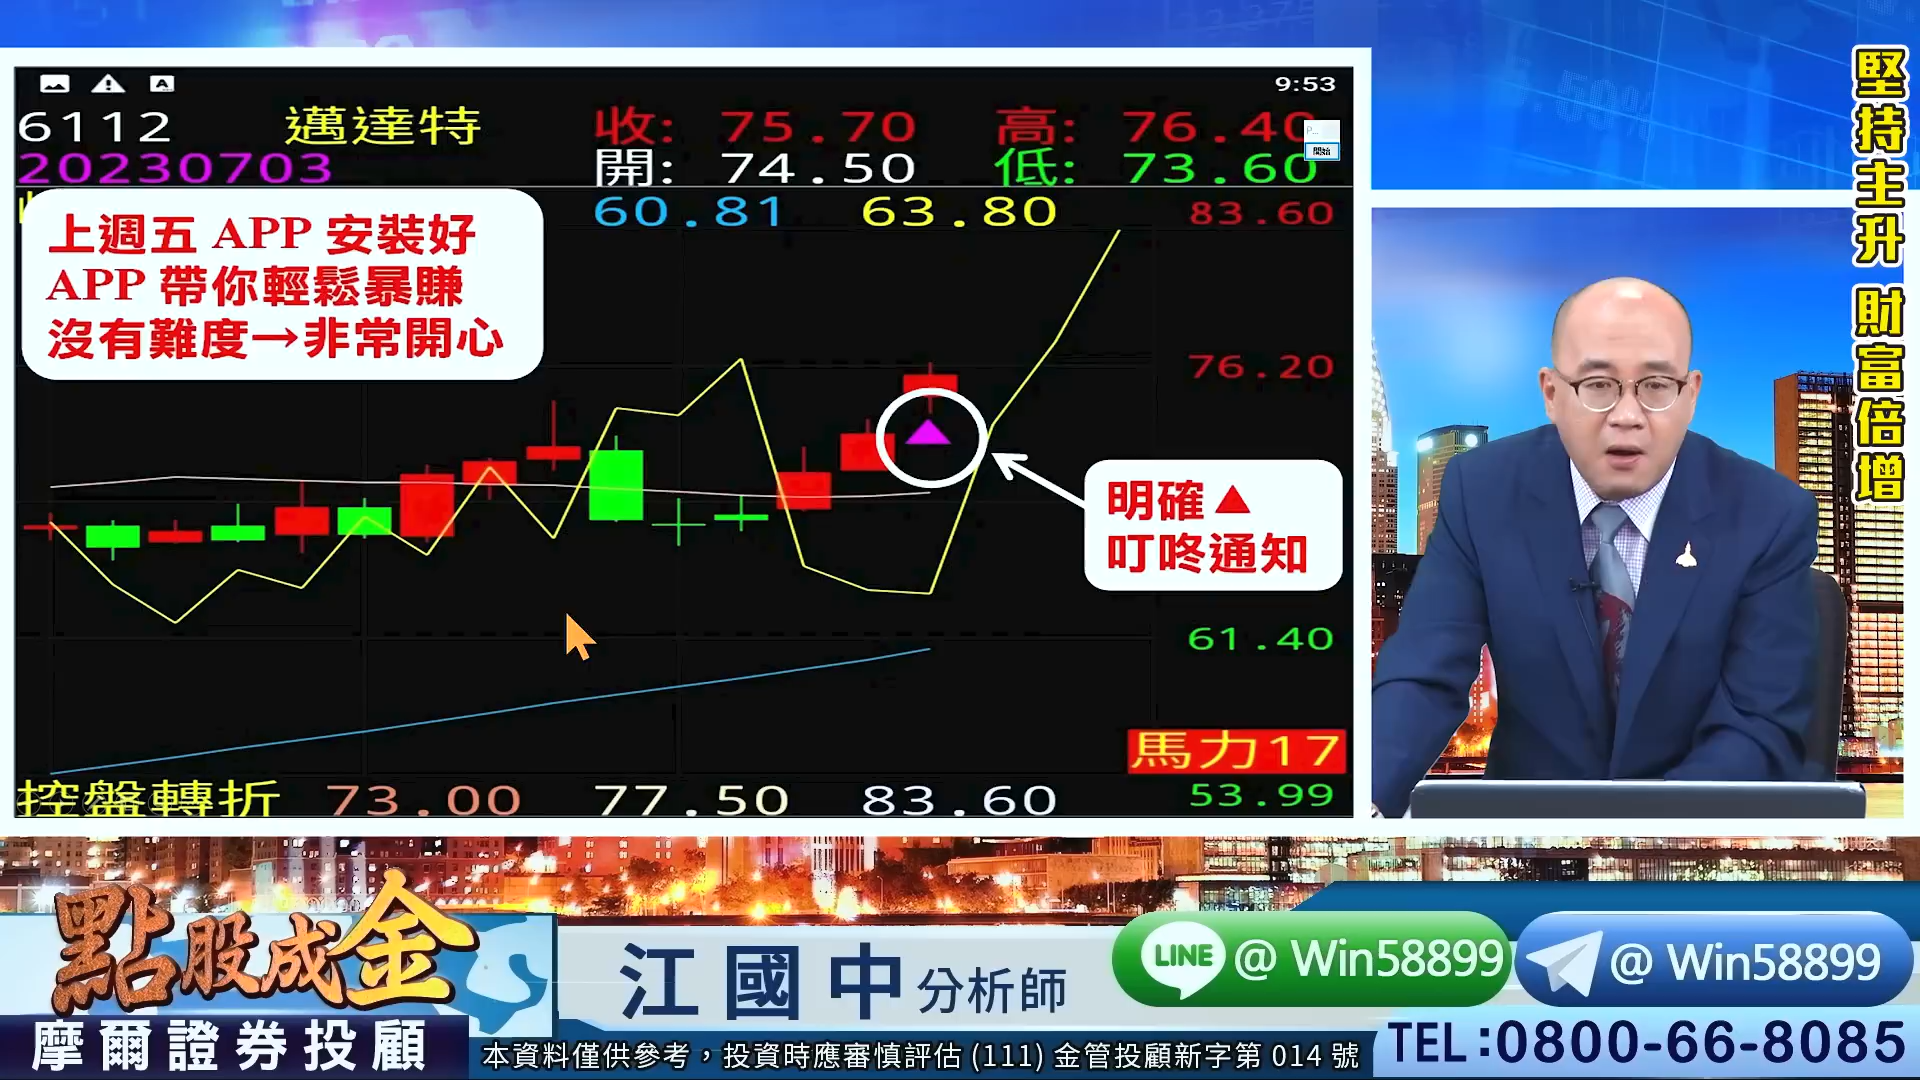 9:53
6112 邁達特 收: 75.70 高: 76.40
20230703 開: 74.50 低: 73.60
開始
60.81 63.80 83.60
上週五 APP 安裝好
APP 帶你輕鬆暴賺
沒有難度→非常開心
76.20
明確▲
叮咚通知
61.40
馬力17
控盤轉折 73.00 77.50 83.60 53.99
堅持主升 財富倍增
點股成金
摩爾證券投顧
江國中 分析師
LINE @ Win58899
@ Win58899
TEL:0800-66-8085
本資料僅供參考，投資時應審慎評估 (111) 金管投顧新字第 014 號